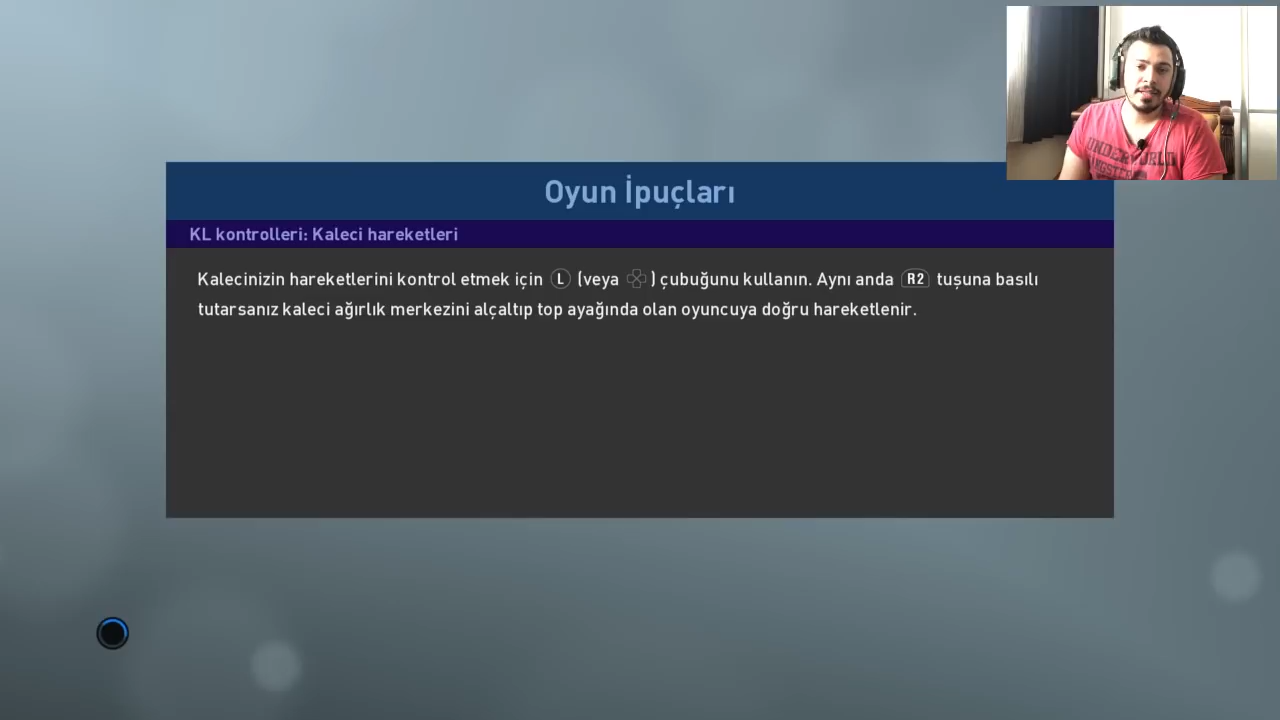 Oyun İpuçları
KL kontrolleri: Kaleci hareketleri
Kalecinizin hareketlerini kontrol etmek için L (veya ) çubuğunu kullanın. Aynı anda R2 tuşuna basılı
tutarsanız kaleci ağırlık merkezini alçaltıp top ayağında olan oyuncuya doğru hareketlenir.
UNDERWORLD